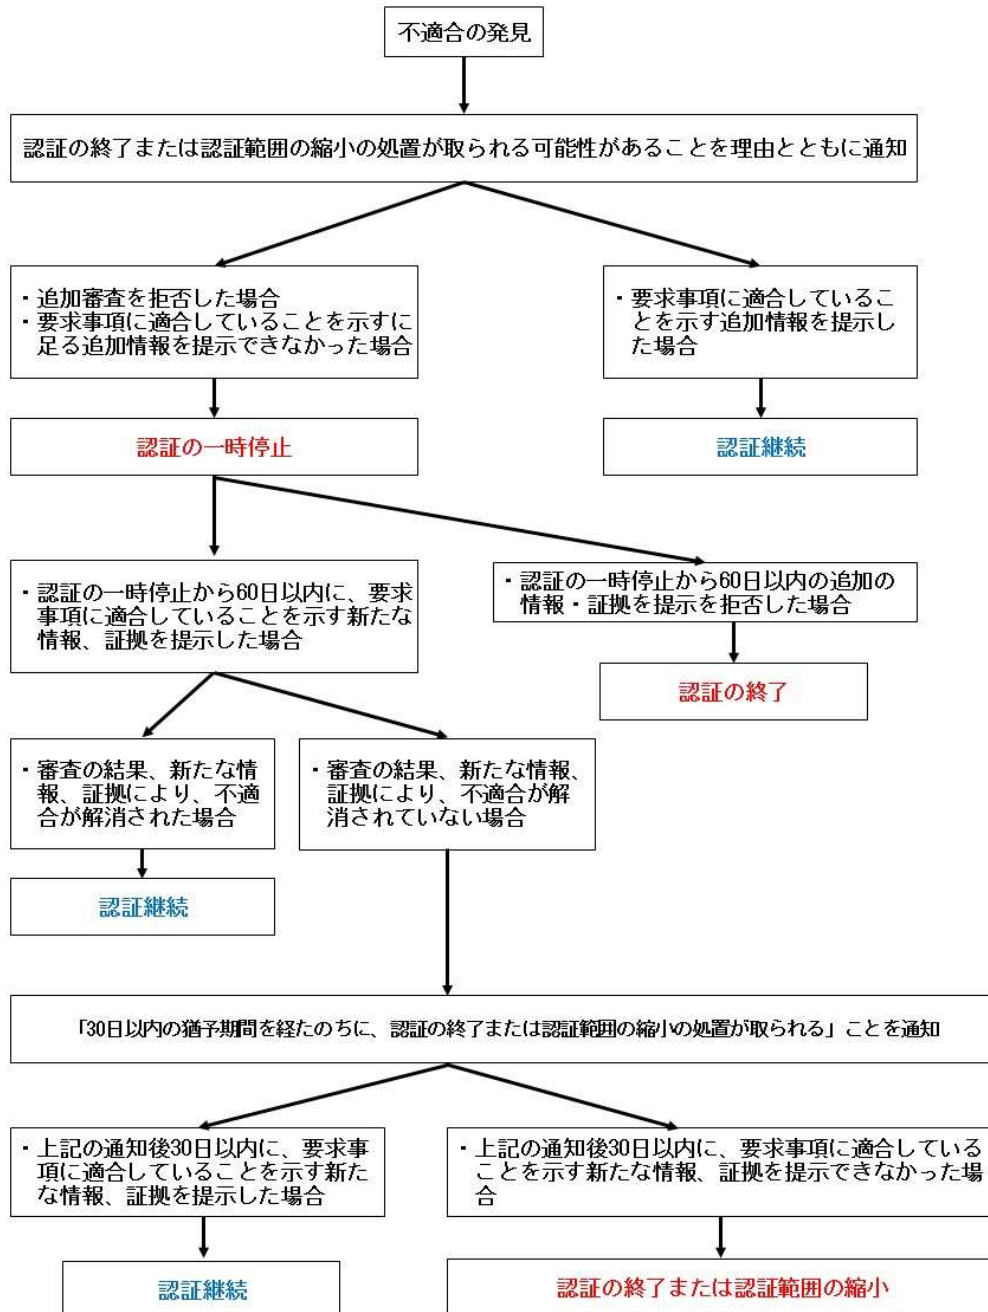 不適合の発見
認証の終了または認証範囲の縮小の処置が取られる可能性があることを理由とともに通知
・追加審査を拒否した場合
・要求事項に適合していることを示すに
足る追加情報を提示できなかった場合
・要求事項に適合しているこ
とを示す追加情報を提示し
た場合
認証の一時停止
認証継続
・認証の一時停止から60日以内に、要求
事項に適合していることを示す新たな
情報、証拠を提示した場合
・認証の一時停止から60日以内の追加の
情報・証拠を提示を拒否した場合
認証の終了
・審査の結果、新たな情
報、証拠により、不適
合が解消された場合
・審査の結果、新たな情報、
証拠により、不適合が解
消されていない場合
認証継続
「30日以内の猶予期間を経たのちに、認証の終了または認証範囲の縮小の処置が取られる」ことを通知
・上記の通知後30日以内に、要求事
項に適合していることを示す新た
な情報、証拠を提示した場合
・上記の通知後30日以内に、要求事項に適合している
ことを示す新たな情報、証拠を提示できなかった場
合
認証継続
認証の終了または認証範囲の縮小